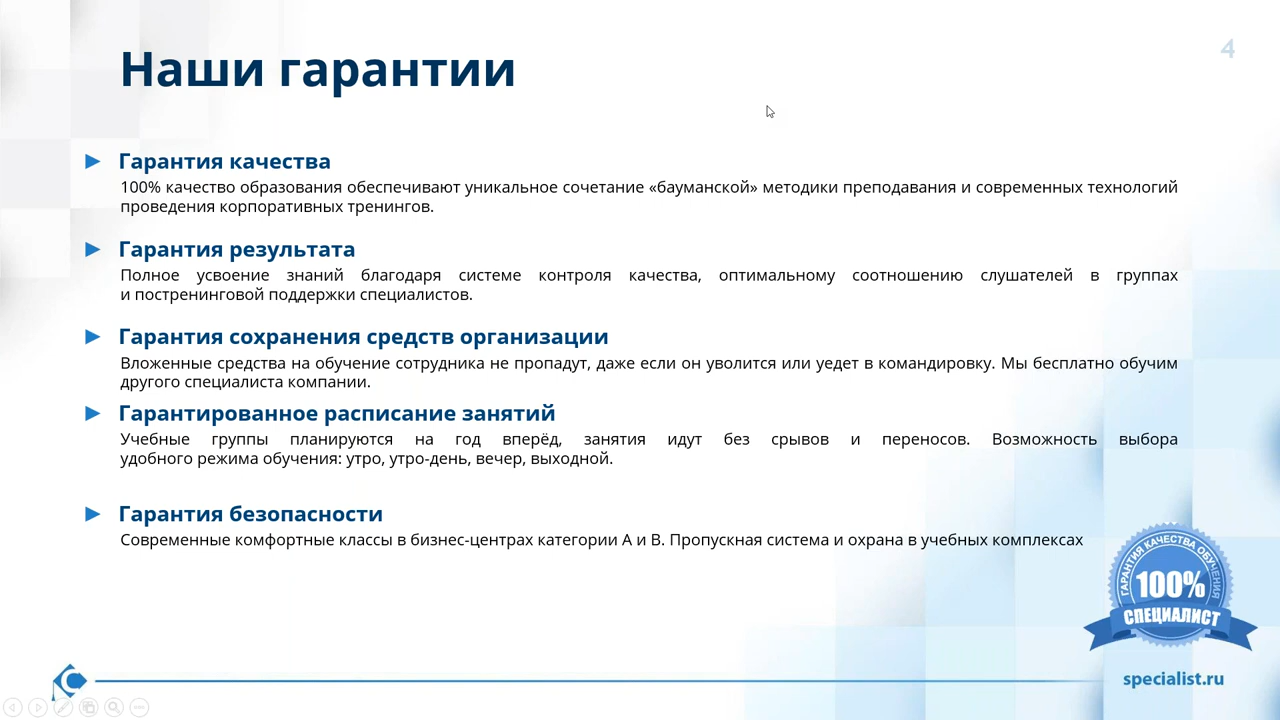 Наши гарантии
4
Гарантия качества
100% качество образования обеспечивают уникальное сочетание «бауманской» методики преподавания и современных технологий
проведения корпоративных тренингов.
Гарантия результата
Полное усвоение знаний благодаря системе контроля качества, оптимальному соотношению слушателей в группах
и постренинговой поддержки специалистов.
Гарантия сохранения средств организации
Вложенные средства на обучение сотрудника не пропадут, даже если он уволится или уедет в командировку. Мы бесплатно обучим
другого специалиста компании.
Гарантированное расписание занятий
Учебные группы планируются на год вперёд, занятия идут без срывов и переносов. Возможность выбора
удобного режима обучения: утро, утро-день, вечер, выходной.
Гарантия безопасности
Современные комфортные классы в бизнес-центрах категории А и В. Пропускная система и охрана в учебных комплексах
ГАРАНТИЯ КАЧЕСТВА ОБУЧЕНИЯ
100%
СПЕЦИАЛИСТ
specialist.ru